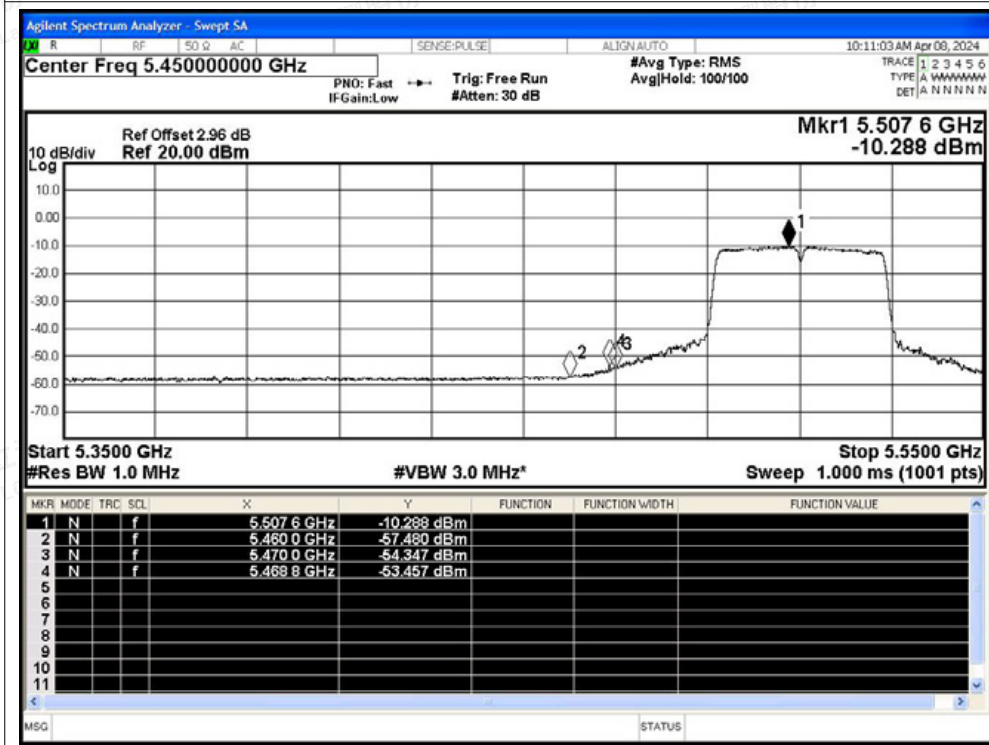 Agilent Spectrum Analyzer - Swept SA
R RF 50 Ω AC SENSE:PULSE ALIGN AUTO 10:11:03 AM Apr 08, 2024
Center Freq 5.450000000 GHz #Avg Type: RMS TRACE 1 2 3 4 5 6
PNO: Fast Trig: Free Run Avg|Hold: 100/100 TYPE A WWWWW
IFGain:Low #Atten: 30 dB DET A N N N N N
Mkr1 5.507 6 GHz
Ref Offset 2.96 dB
10 dB/div Ref 20.00 dBm -10.288 dBm
Log
10.0
0.00
1
-10.0
-20.0
-30.0
-40.0
2 4 3
-50.0
-60.0
-70.0
Start 5.3500 GHz Stop 5.5500 GHz
#Res BW 1.0 MHz #VBW 3.0 MHz* Sweep 1.000 ms (1001 pts)
MKR MODE TRC SCL X Y FUNCTION FUNCTION WIDTH FUNCTION VALUE
1 N f 5.507 6 GHz -10.288 dBm
2 N f 5.460 0 GHz -57.480 dBm
3 N f 5.470 0 GHz -54.347 dBm
4 N f 5.468 8 GHz -53.457 dBm
5
6
7
8
9
10
11
MSG STATUS